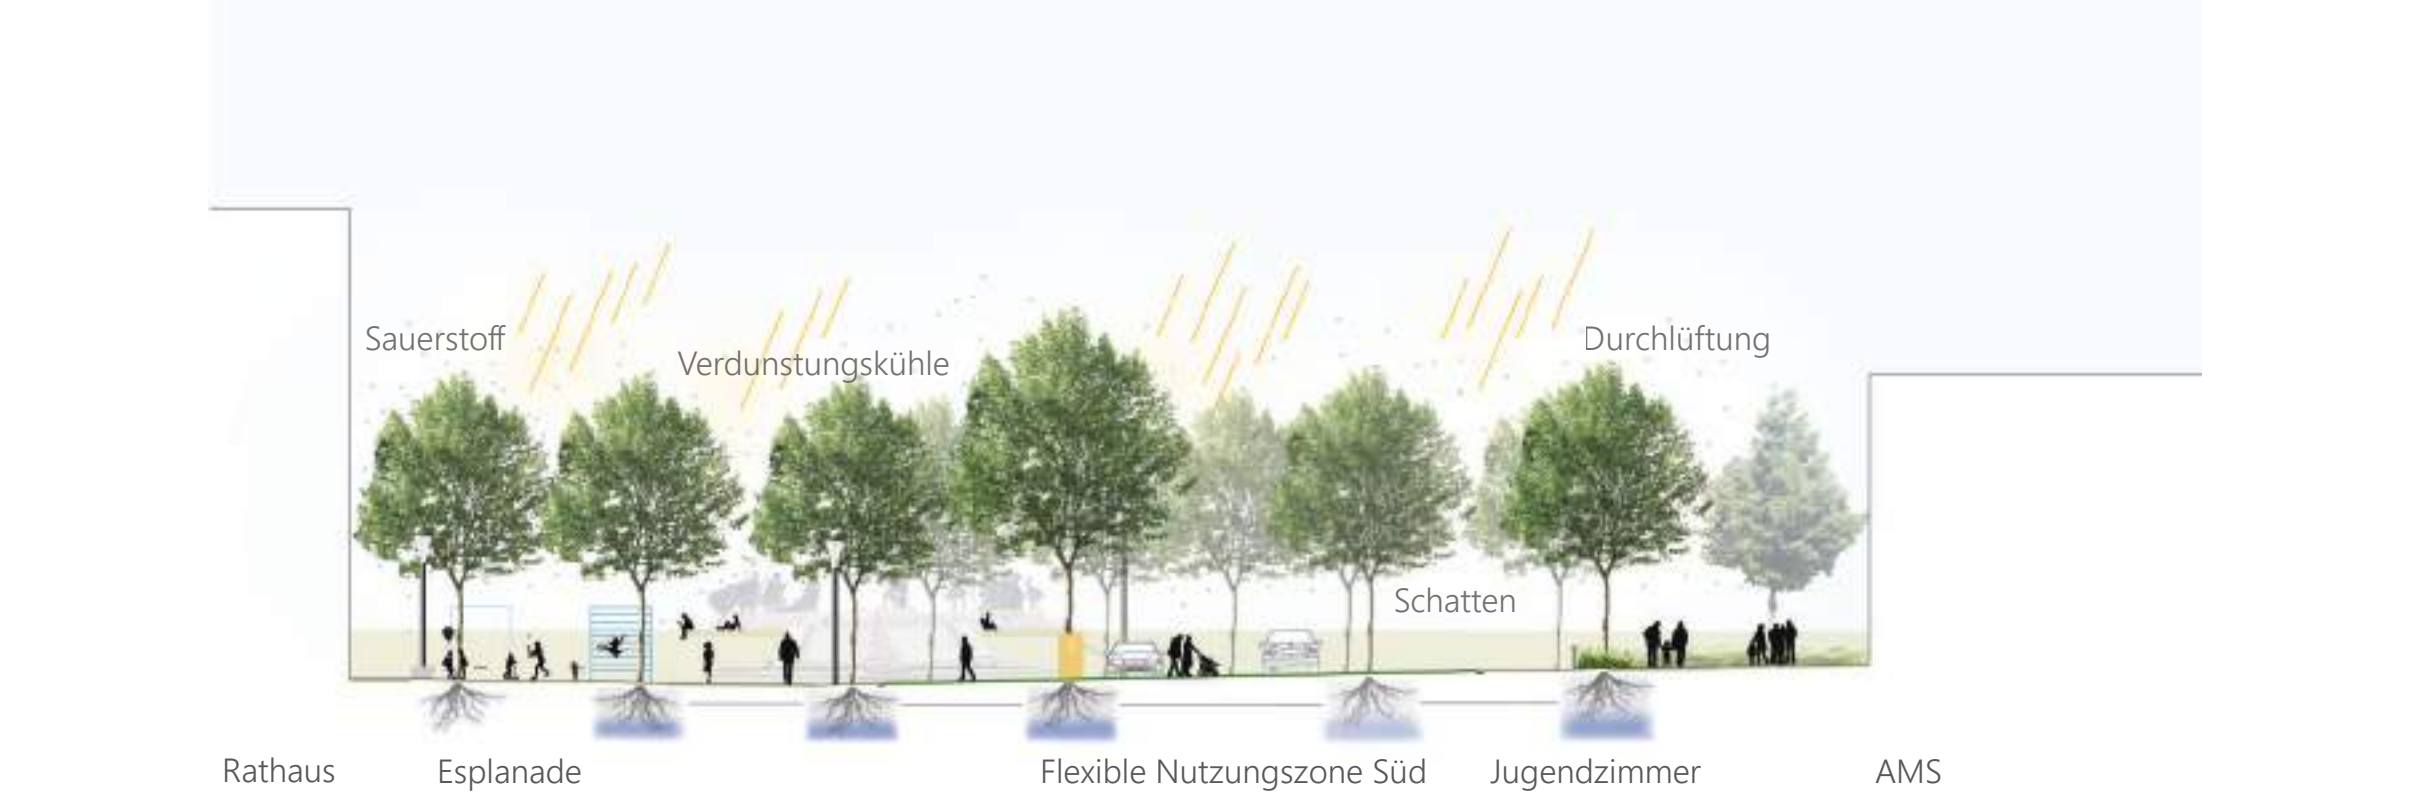 Sauerstoff
Durchlüftung
Verdunstungskühle
Schatten
Rathaus
Esplanade
Flexible Nutzungszone Süd
Jugendzimmer
AMS